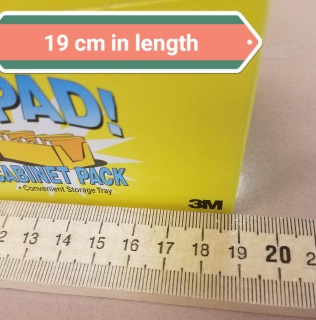 19 cm in length
PAD!
CABINET PACK
• Convenient Storage Tray
3M
2 13 14 15 16 17 18 19 20 2